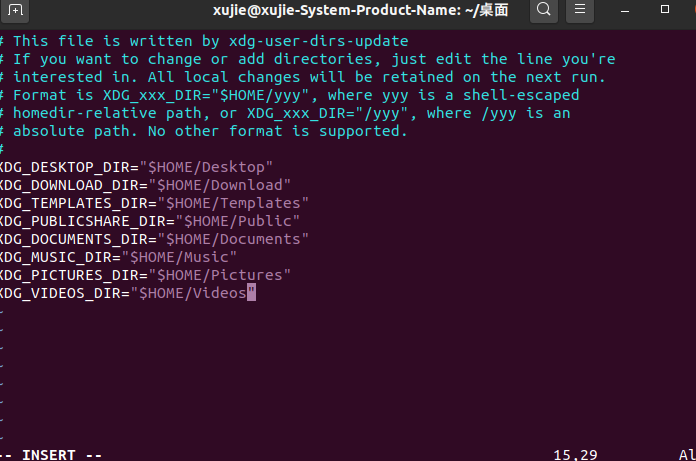 xujie@xujie-System-Product-Name: ~/桌面
# This file is written by xdg-user-dirs-update
# If you want to change or add directories, just edit the line you're
# interested in. All local changes will be retained on the next run.
# Format is XDG_xxx_DIR="$HOME/yyy", where yyy is a shell-escaped
# homedir-relative path, or XDG_xxx_DIR="/yyy", where /yyy is an
# absolute path. No other format is supported.
#
XDG_DESKTOP_DIR="$HOME/Desktop"
XDG_DOWNLOAD_DIR="$HOME/Download"
XDG_TEMPLATES_DIR="$HOME/Templates"
XDG_PUBLICSHARE_DIR="$HOME/Public"
XDG_DOCUMENTS_DIR="$HOME/Documents"
XDG_MUSIC_DIR="$HOME/Music"
XDG_PICTURES_DIR="$HOME/Pictures"
XDG_VIDEOS_DIR="$HOME/Videos"
~
~
~
~
~
~
~
~
-- INSERT -- 15,29 Al